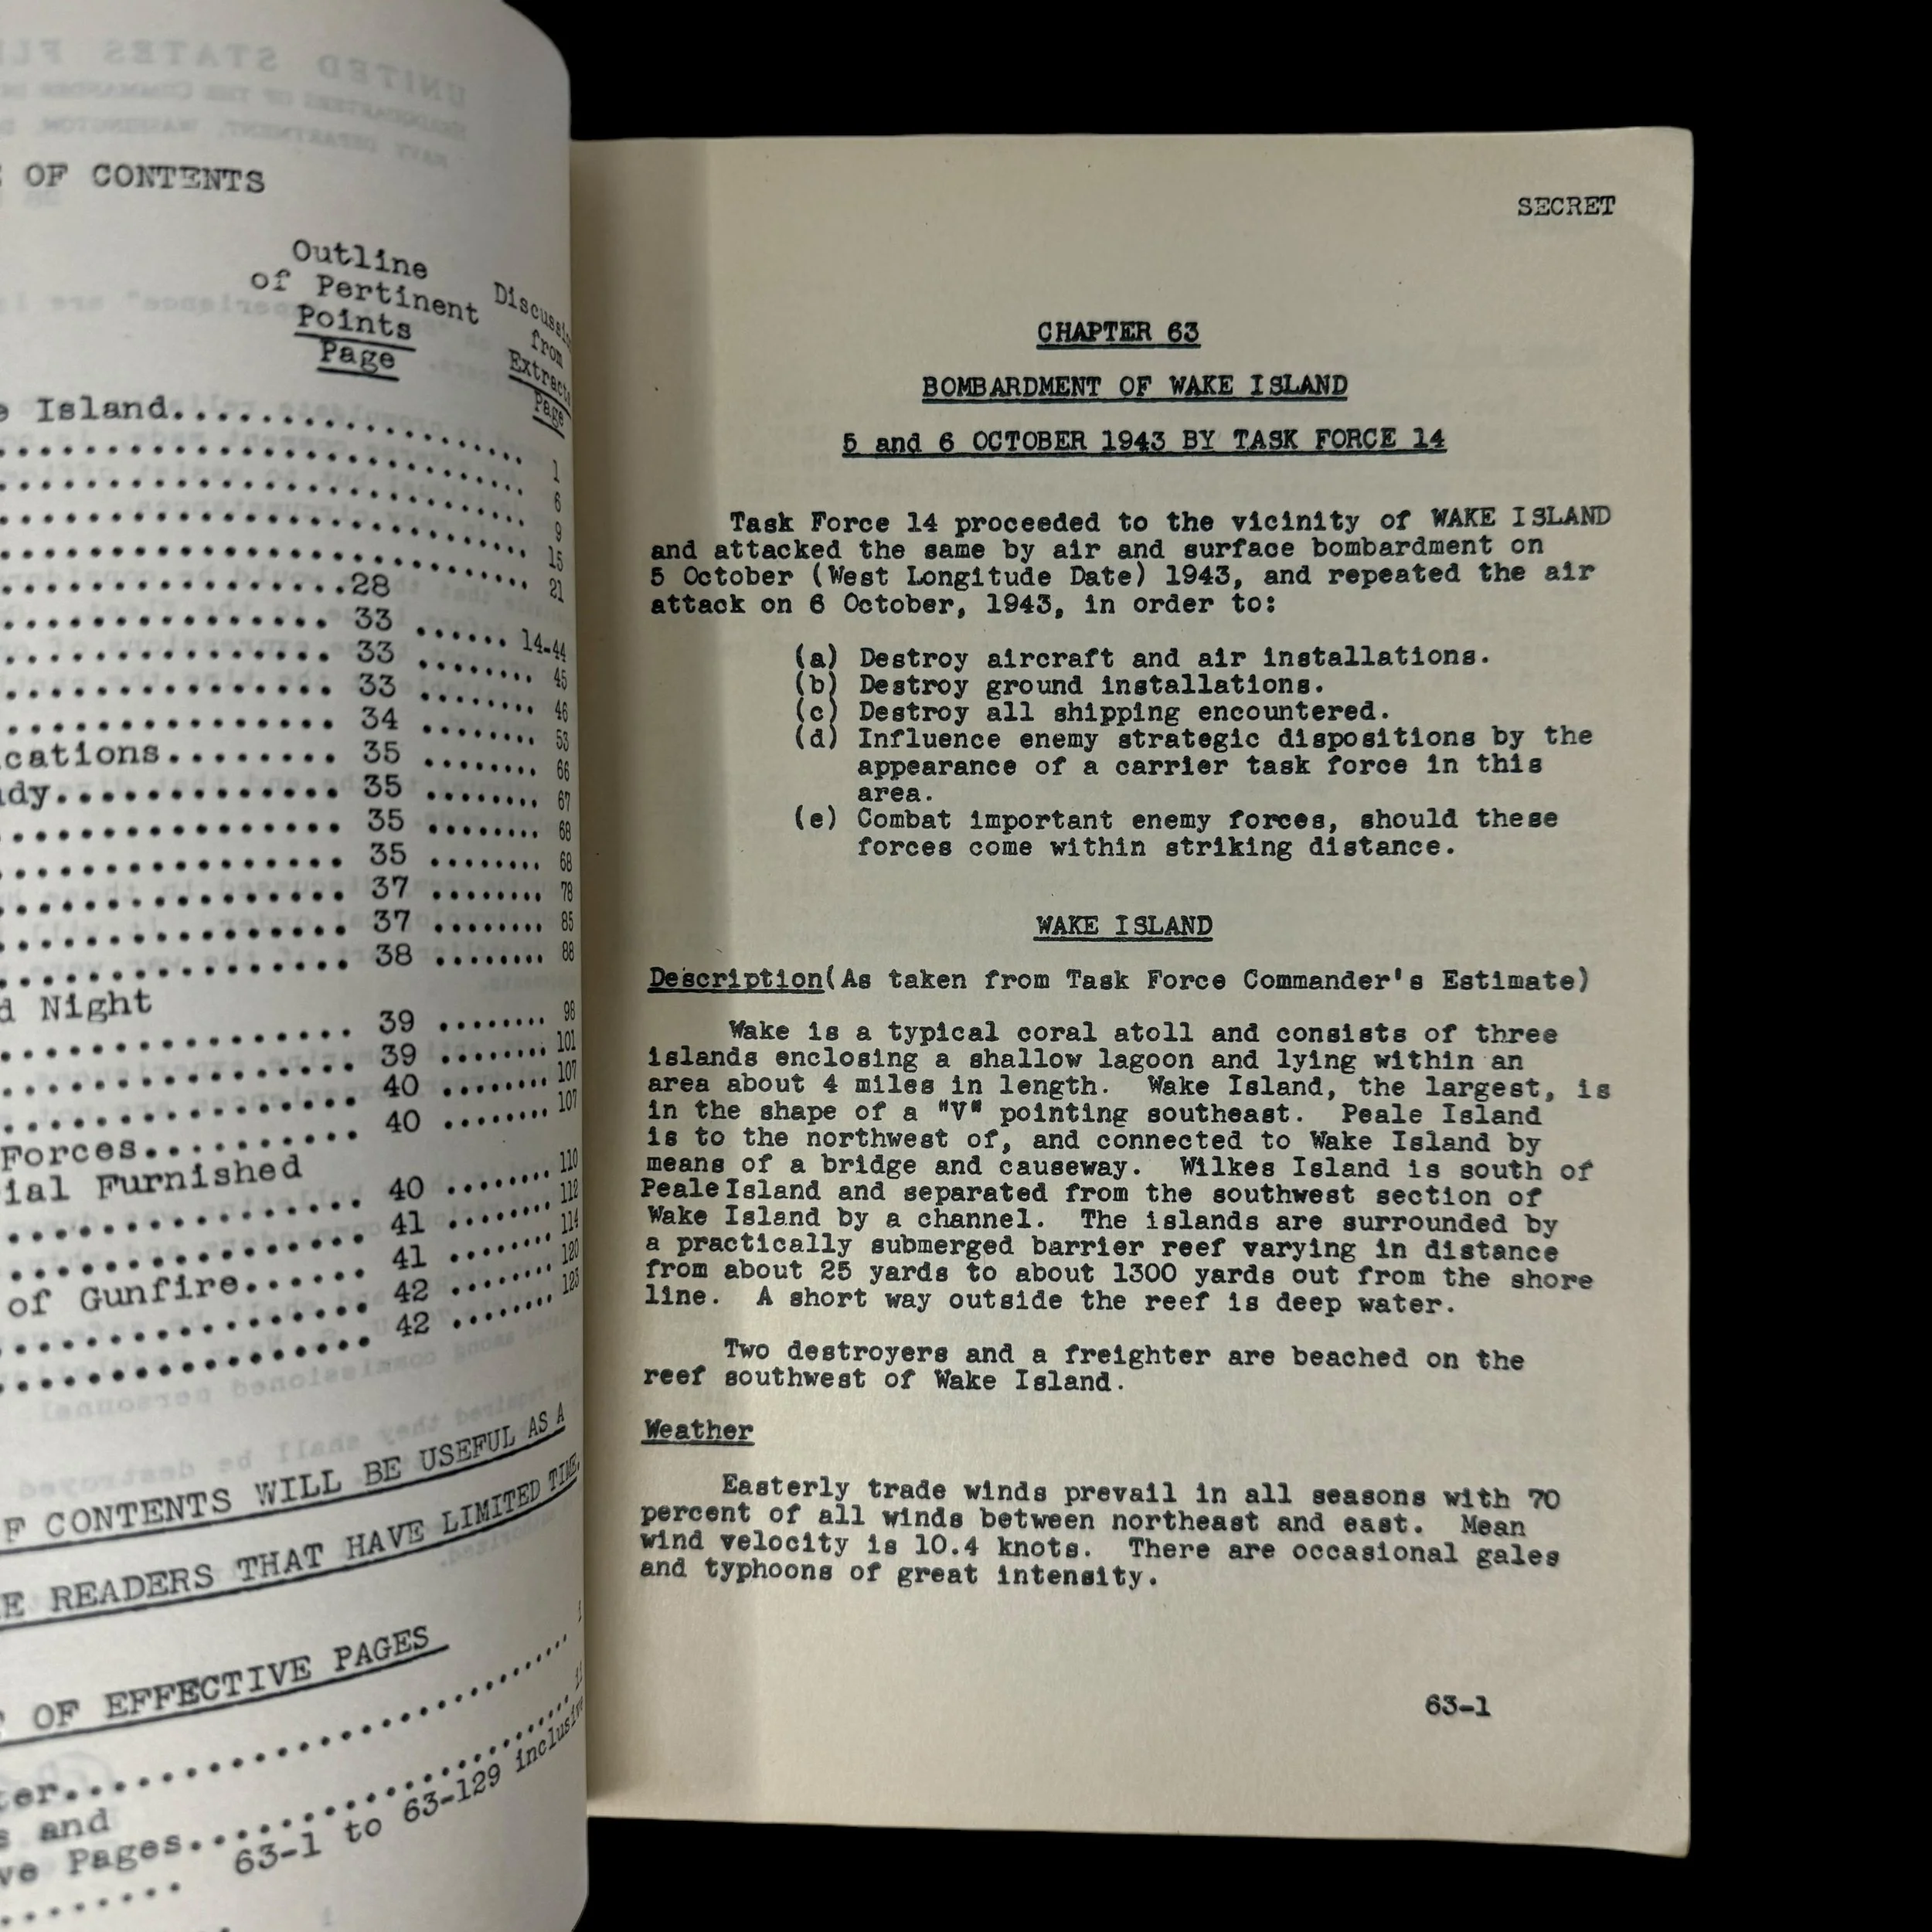 OF CONTENTS
Outline
of Pertinent
Points
Page
Discussi
from
Extracts
Page
Island....................
1
6
9
15
21
28
33 ...... 14-44
33 ........ 45
33 ........ 46
34 ........ 53
cations........ 35 ........ 66
dy............. 35 ........ 67
35 ........ 68
35 ........ 68
37 ........ 78
37 ........ 85
38 ........ 88
d Night
39 ........ 98
39 ........ 101
40 ........ 107
Forces.......... 40 ........ 107
ial Furnished
40 ........ 110
41 ........ 112
of Gunfire...... 41 ........ 114
42 ........ 120
42 ........ 123
F CONTENTS WILL BE USEFUL AS A
E READERS THAT HAVE LIMITED TIME.
OF EFFECTIVE PAGES
ter.................... i
s and
ve Pages.................... ii
63-1 to 63-129 inclusive
SECRET
CHAPTER 63
BOMBARDMENT OF WAKE ISLAND
5 and 6 OCTOBER 1943 BY TASK FORCE 14
Task Force 14 proceeded to the vicinity of WAKE ISLAND
and attacked the same by air and surface bombardment on
5 October (West Longitude Date) 1943, and repeated the air
attack on 6 October, 1943, in order to:
(a) Destroy aircraft and air installations.
(b) Destroy ground installations.
(c) Destroy all shipping encountered.
(d) Influence enemy strategic dispositions by the
appearance of a carrier task force in this
area.
(e) Combat important enemy forces, should these
forces come within striking distance.
WAKE ISLAND
Description(As taken from Task Force Commander's Estimate)
Wake is a typical coral atoll and consists of three
islands enclosing a shallow lagoon and lying within an
area about 4 miles in length. Wake Island, the largest, is
in the shape of a "V" pointing southeast. Peale Island
is to the northwest of, and connected to Wake Island by
means of a bridge and causeway. Wilkes Island is south of
Peale Island and separated from the southwest section of
Wake Island by a channel. The islands are surrounded by
a practically submerged barrier reef varying in distance
from about 25 yards to about 1300 yards out from the shore
line. A short way outside the reef is deep water.
Two destroyers and a freighter are beached on the
reef southwest of Wake Island.
Weather
Easterly trade winds prevail in all seasons with 70
percent of all winds between northeast and east. Mean
wind velocity is 10.4 knots. There are occasional gales
and typhoons of great intensity.
63-1